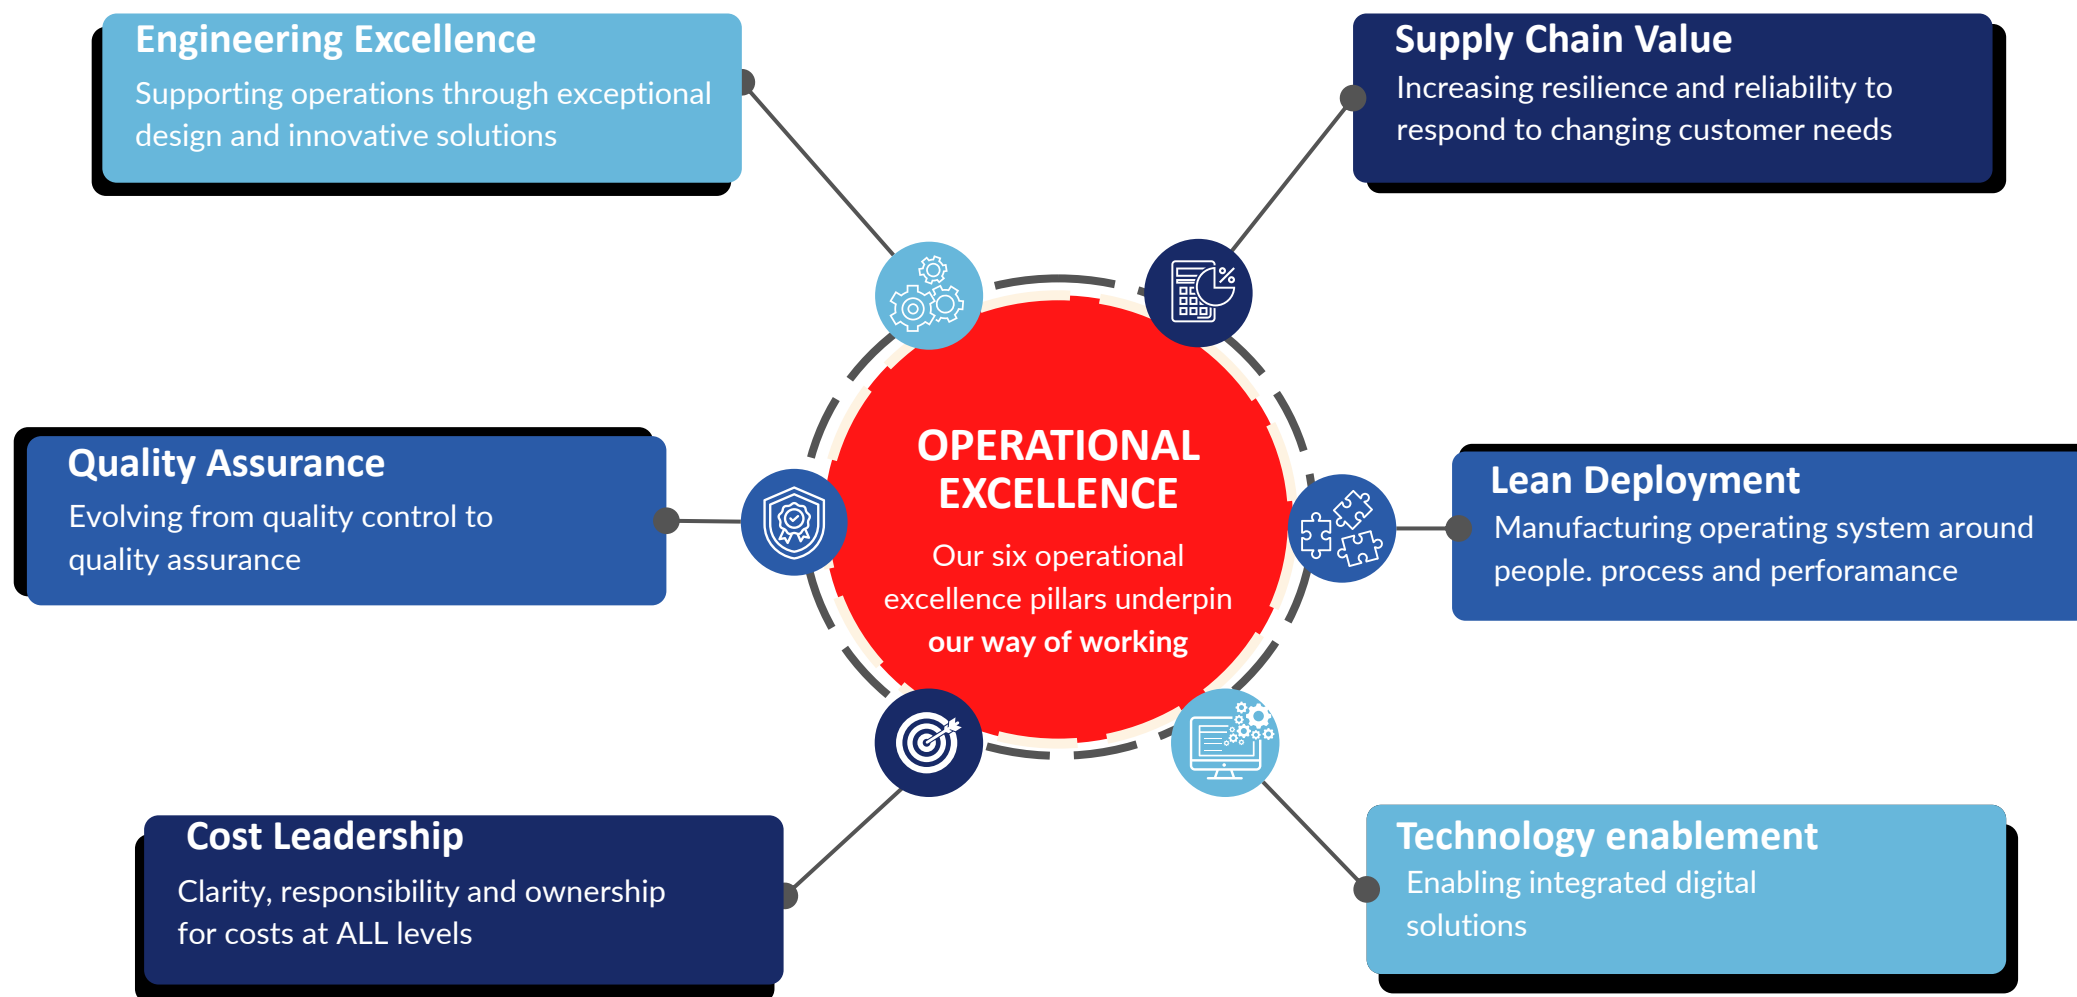 Engineering Excellence
Supporting operations through exceptional
design and innovative solutions
Supply Chain Value
Increasing resilience and reliability to
respond to changing customer needs
Quality Assurance
Evolving from quality control to
quality assurance
OPERATIONAL
EXCELLENCE
Our six operational
excellence pillars underpin
our way of working
Lean Deployment
Manufacturing operating system around
people. process and perforamance
Cost Leadership
Clarity, responsibility and ownership
for costs at ALL levels
Technology enablement
Enabling integrated digital
solutions